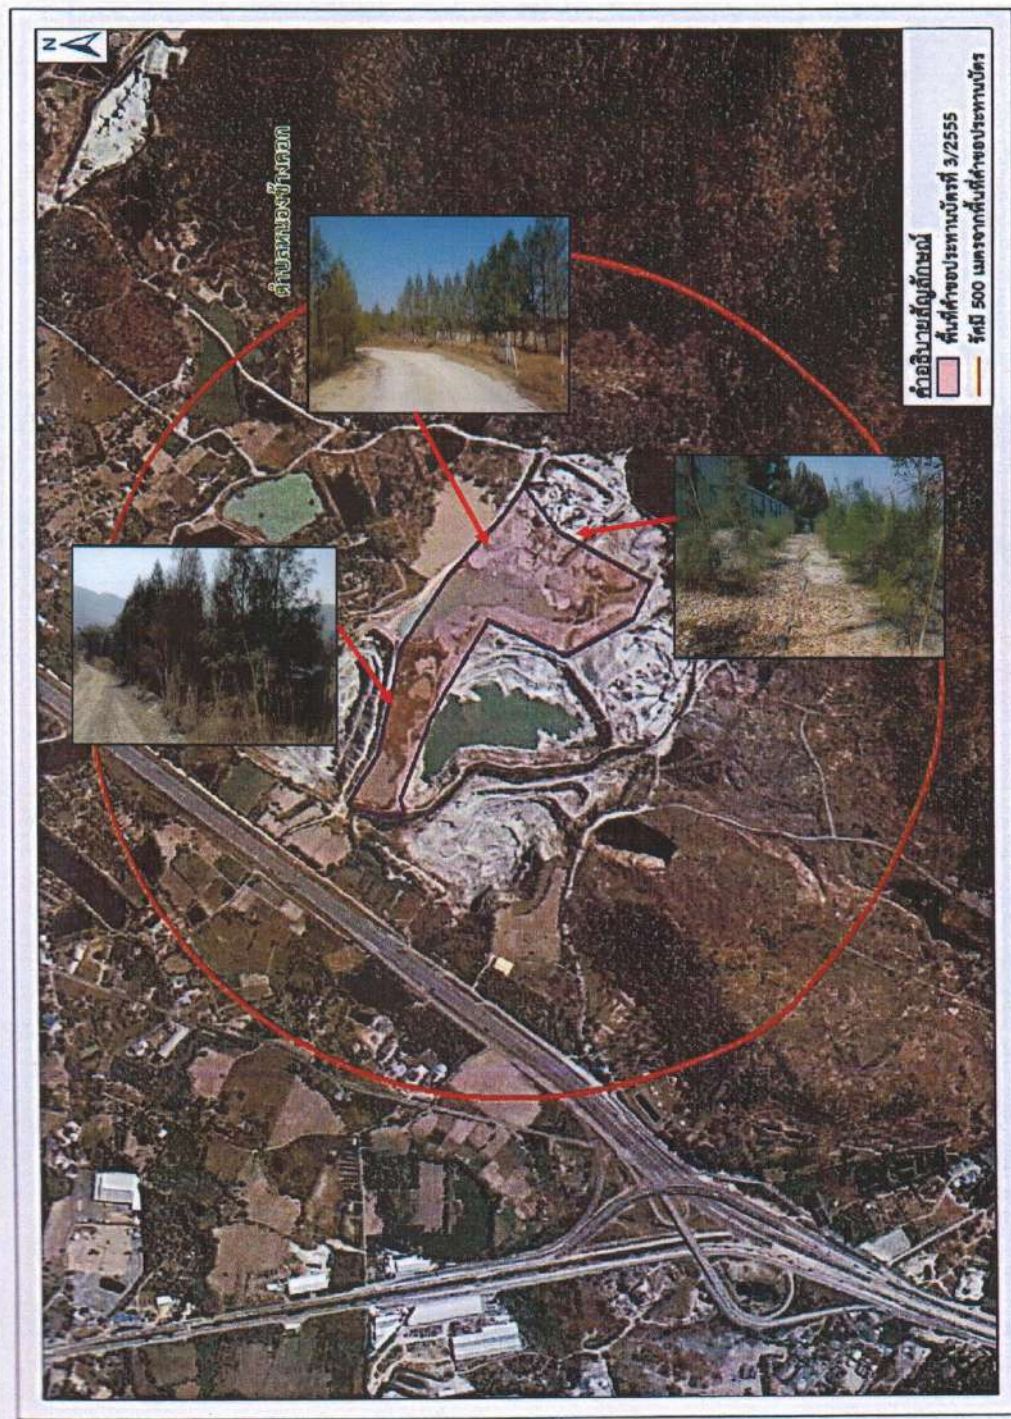 N
ตำบลหนองช้างคอก
คำอธิบายสัญลักษณ์
พื้นที่คำขอประทานบัตรที่ 3/2555
รัศมี 500 เมตรจากพื้นที่คำขอประทานบัตร